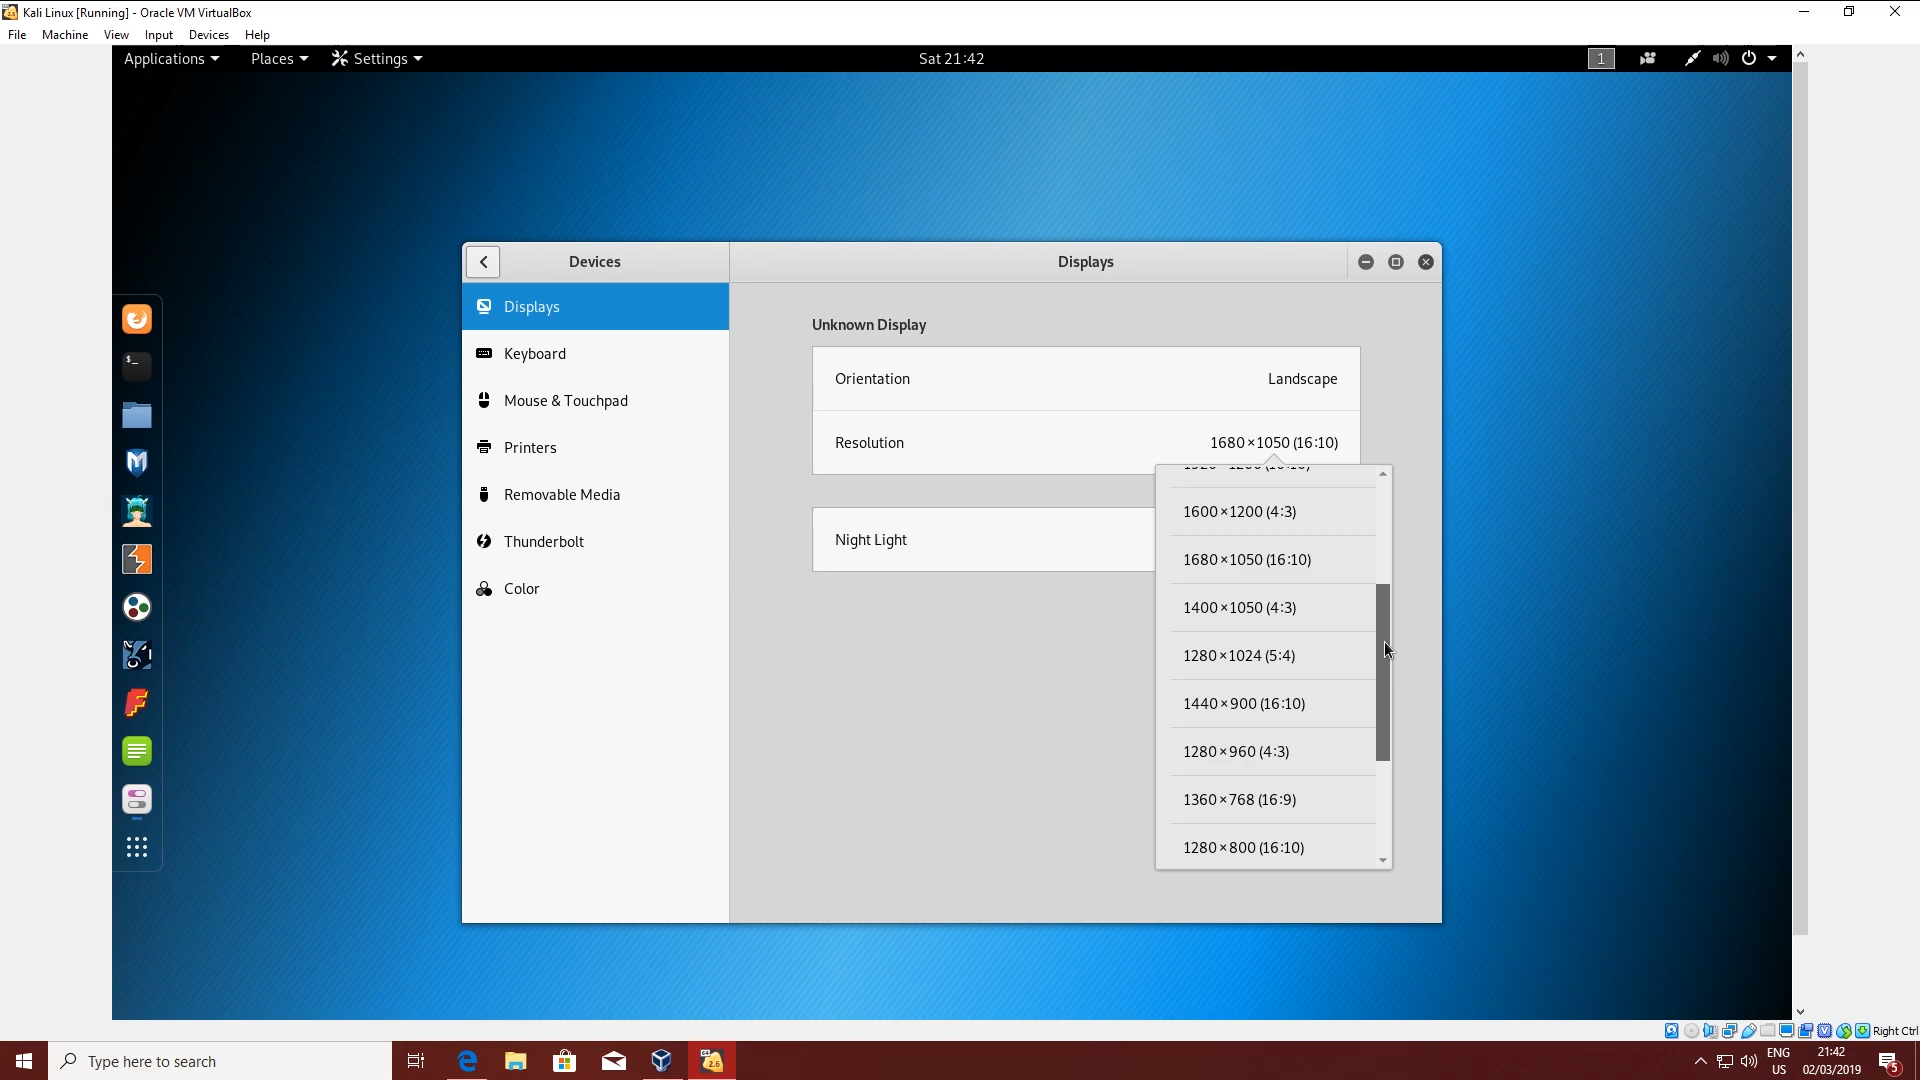 Kali Linux [Running] - Oracle VM VirtualBox
File Machine View Input Devices Help
Applications Places Settings Sat 21:42 1
Devices Displays
Displays
Keyboard
Mouse & Touchpad
Printers
Removable Media
Thunderbolt
Color
Unknown Display
Orientation Landscape
Resolution 1680×1050 (16:10)
Night Light
1600×1200 (4:3)
1680×1050 (16:10)
1400×1050 (4:3)
1280×1024 (5:4)
1440×900 (16:10)
1280×960 (4:3)
1360×768 (16:9)
1280×800 (16:10)
Right Ctrl
Type here to search
2.6
ENG
US
21:42
02/03/2019
5